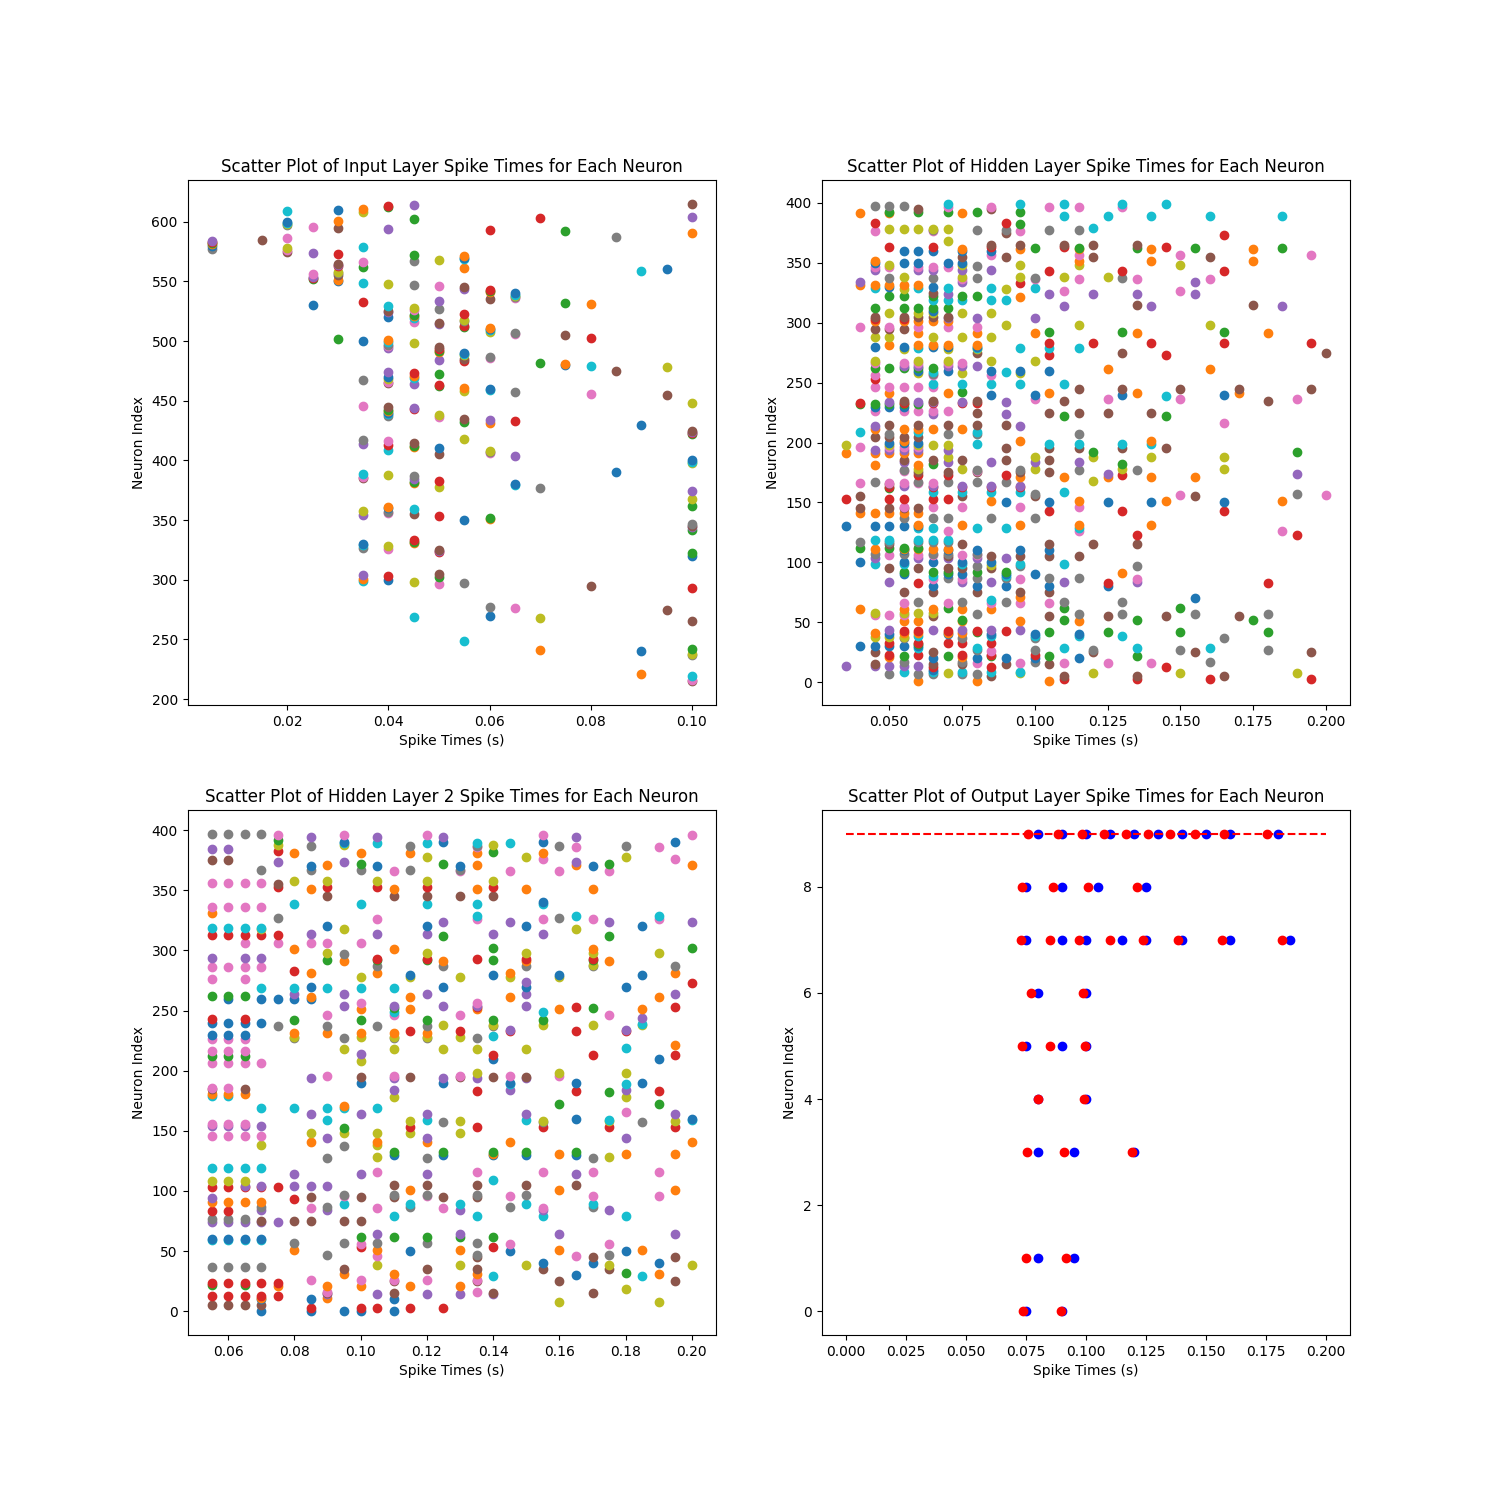 Scatter Plot of Input Layer Spike Times for Each Neuron
600
550
500
450
400
350
300
250
200
Neuron Index
0.02 0.04 0.06 0.08 0.10
Spike Times (s)
Scatter Plot of Hidden Layer Spike Times for Each Neuron
400
350
300
250
200
150
100
50
0
Neuron Index
0.050 0.075 0.100 0.125 0.150 0.175 0.200
Spike Times (s)
Scatter Plot of Hidden Layer 2 Spike Times for Each Neuron
400
350
300
250
200
150
100
50
0
Neuron Index
0.06 0.08 0.10 0.12 0.14 0.16 0.18 0.20
Spike Times (s)
Scatter Plot of Output Layer Spike Times for Each Neuron
8
6
4
2
0
Neuron Index
0.000 0.025 0.050 0.075 0.100 0.125 0.150 0.175 0.200
Spike Times (s)